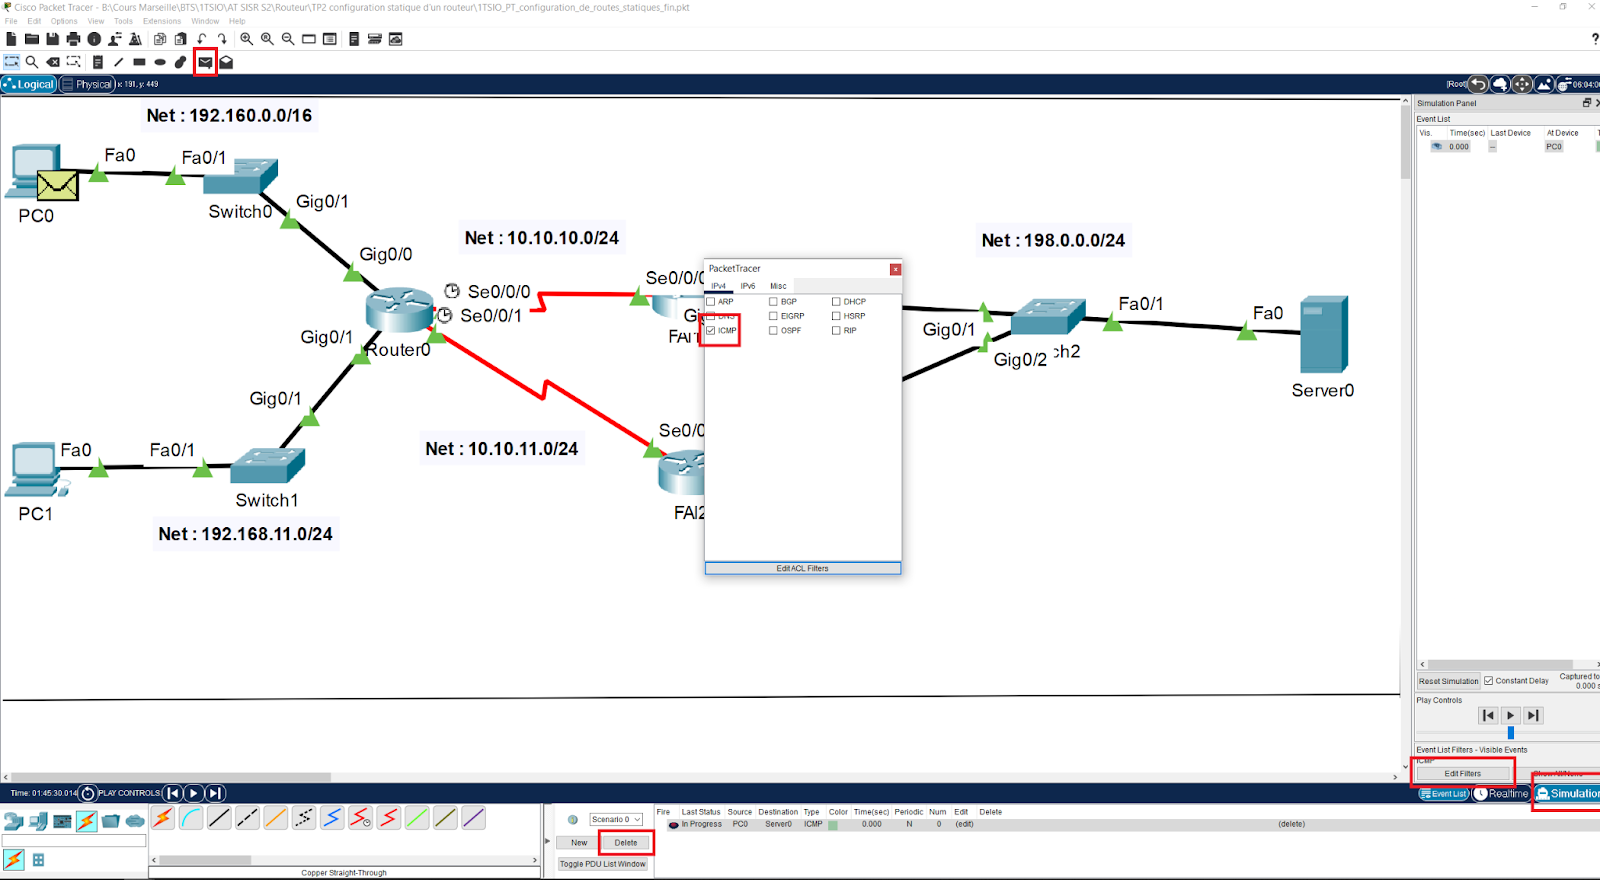 Cisco Packet Tracer - B:\Cours Marseille\BTS\1TSIO\AT SISR S2\Routeur\TP2 configuration statique d'un routeur\1TSIO_PT_configuration_de_routes_statiques_fin.pkt
File Edit Options View Tools Extensions Window Help
?
Logical Physical x: 191, y: 449 [Root] 06:04:00
Simulation Panel
Event List
Vis. Time(sec) Last Device At Device
0.000 -- PC0
Net : 192.160.0.0/16
Fa0 Fa0/1
PC0
Switch0 Gig0/1
Gig0/0
Net : 10.10.10.0/24
Net : 198.0.0.0/24
Se0/0/0
Se0/0/1
Gig0/1
Router0
Gig0/1
Se0/0/0
FAI1
Gig0/1
Gig0/2
Fa0/1
Fa0
Server0
Net : 10.10.11.0/24
Se0/0
FAI2
Fa0 Fa0/1
PC1
Switch1
Net : 192.168.11.0/24
PacketTracer
IPv4 IPv6 Misc
ARP BGP DHCP
DNS EIGRP HSRP
ICMP OSPF RIP
Edit ACL Filters
Reset Simulation Constant Delay Captured to
0.000 s
Play Controls
Event List Filters - Visible Events
ICMP
Edit Filters Show All/None
Time: 01:45:30.014 PLAY CONTROLS: Event List Realtime Simulation
Scenario 0
New Delete
Toggle PDU List Window
Fire Last Status Source Destination Type Color Time(sec) Periodic Num Edit Delete
In Progress PC0 Server0 ICMP 0.000 N 0 (edit) (delete)
Copper Straight-Through